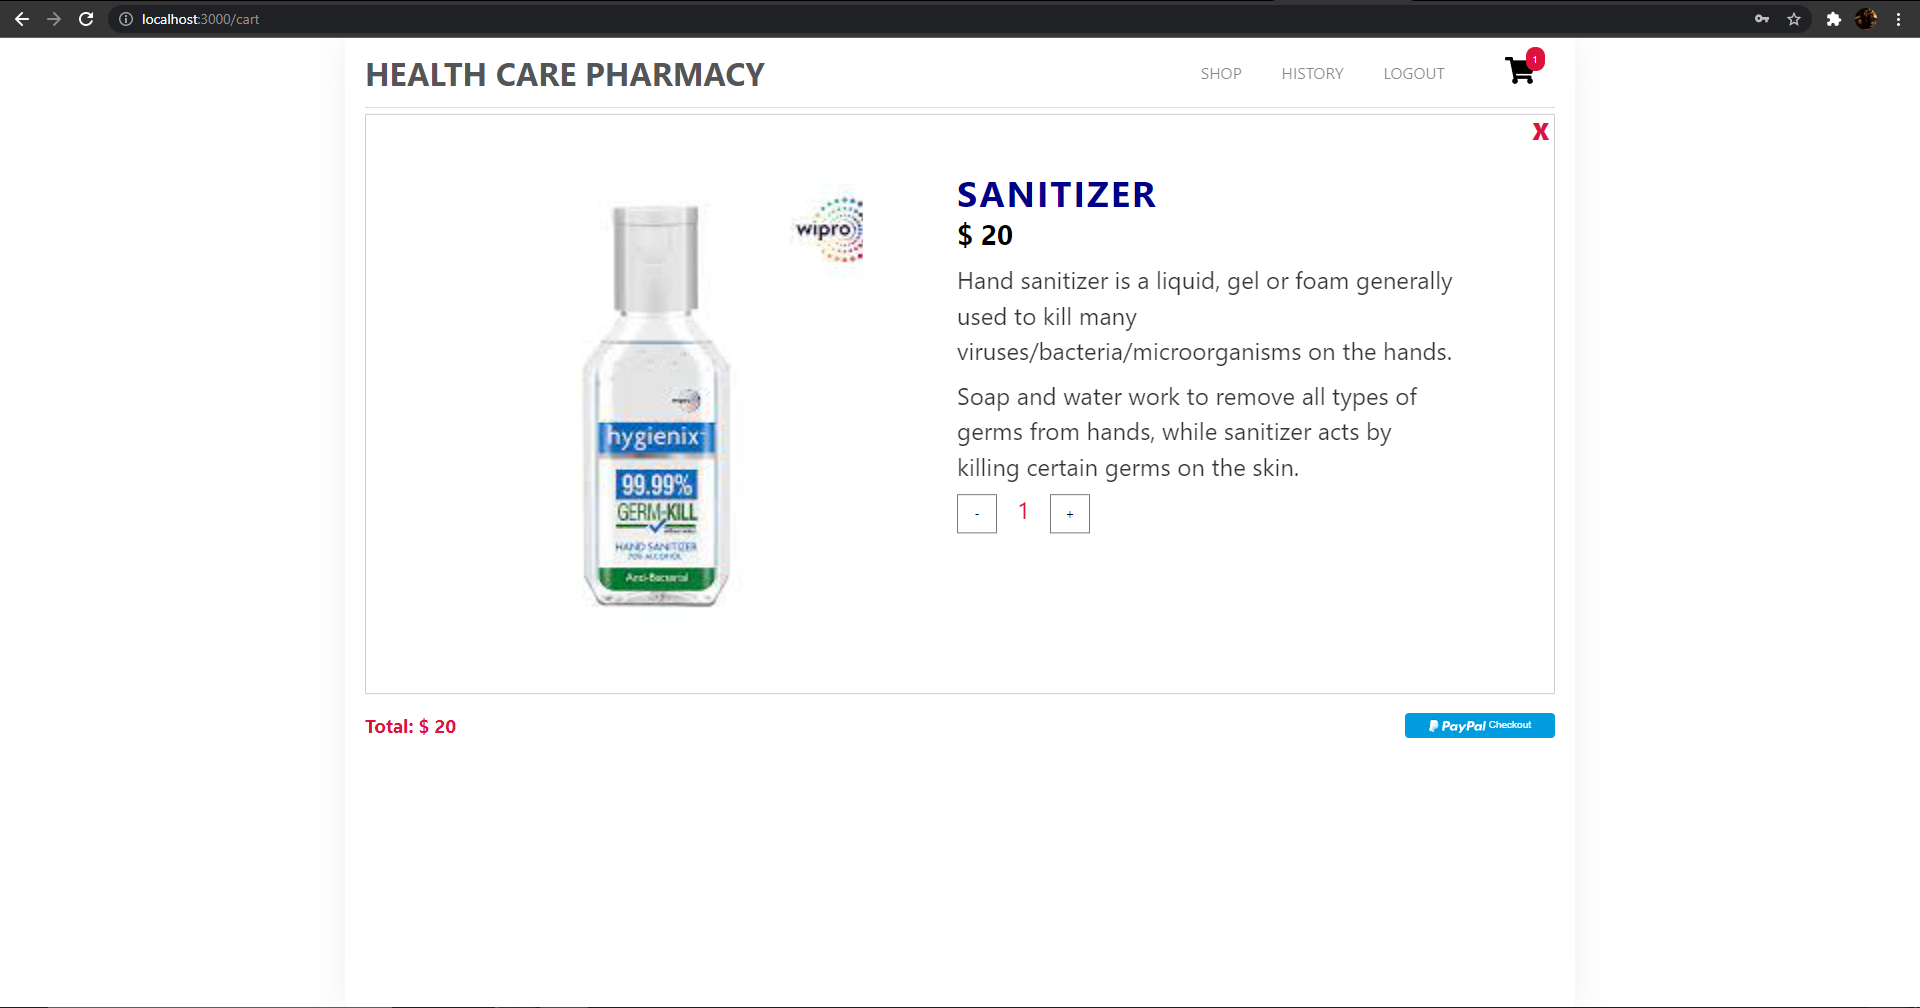 localhost:3000/cart
HEALTH CARE PHARMACY
SHOP
HISTORY
LOGOUT
1
X
wipro
hygienix
99.99%
GERM-KILL
HAND SANITIZER
70% ALCOHOL
Anti-Bacterial
SANITIZER
$ 20
Hand sanitizer is a liquid, gel or foam generally
used to kill many
viruses/bacteria/microorganisms on the hands.
Soap and water work to remove all types of
germs from hands, while sanitizer acts by
killing certain germs on the skin.
- 1 +
Total: $ 20
PayPal Checkout